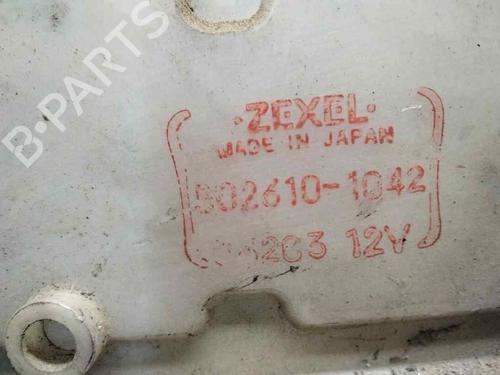 B-PARTS
·ZEXEL·
MADE IN JAPAN
502610-1042
12V